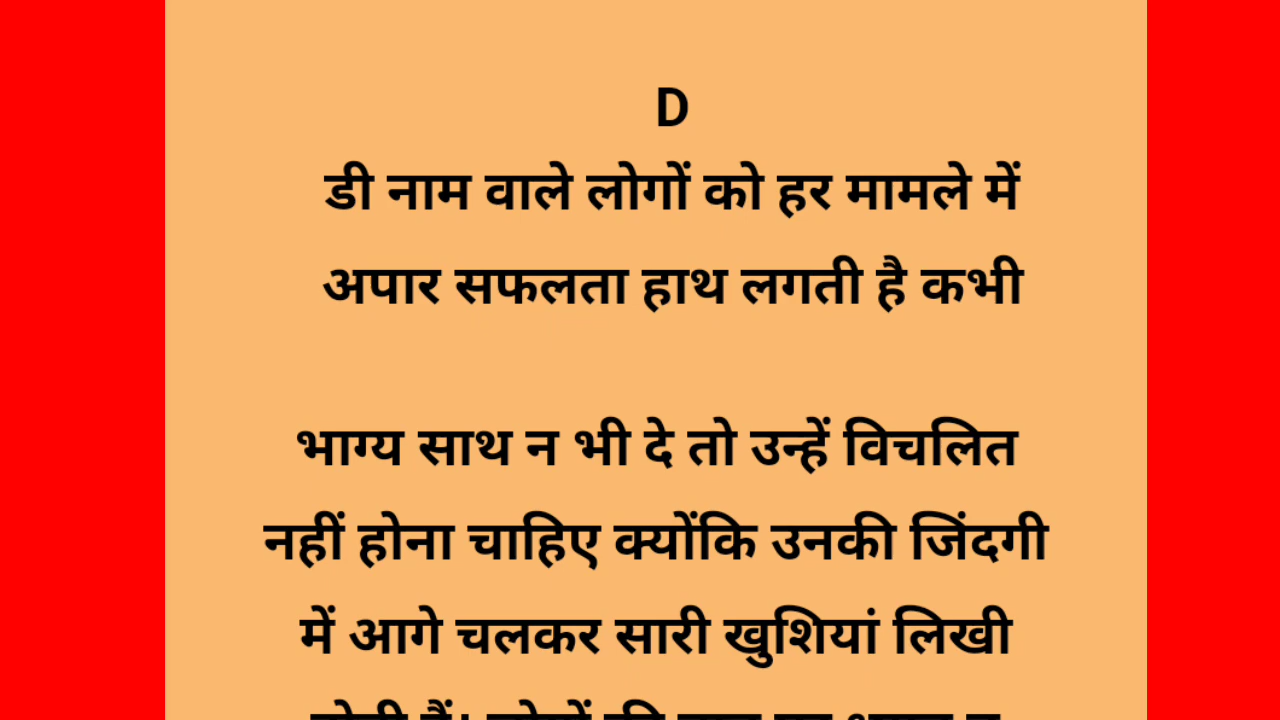 D
डी नाम वाले लोगों को हर मामले में
अपार सफलता हाथ लगती है कभी
भाग्य साथ न भी दे तो उन्हें विचलित
नहीं होना चाहिए क्योंकि उनकी जिंदगी
में आगे चलकर सारी खुशियां लिखी